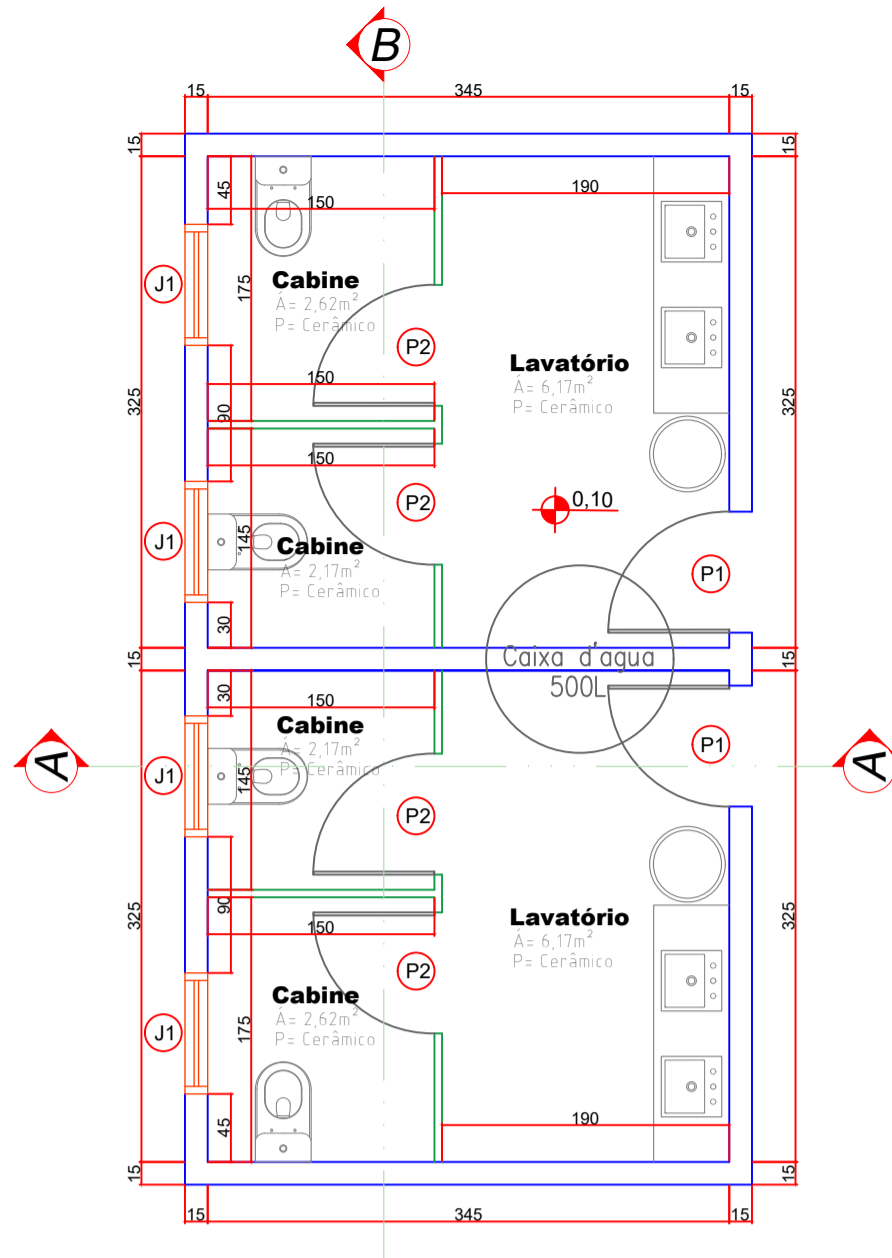 B
15
345
15
15
15
45
190
150
Cabine
Á= 2,62m²
P= Cerâmico
J1
175
P2
Lavatório
Á= 6,17m²
P= Cerâmico
150
325
90
325
150
P2
0,10
J1
145
Cabine
Á= 2,17m²
P= Cerâmico
P1
30
15
Caixa d'agua
500L
15
30
150
Cabine
Á= 2,17m²
P= Cerâmico
P1
A
J1
145
A
P2
90
325
150
Lavatório
Á= 6,17m²
P= Cerâmico
325
P2
Cabine
Á= 2,62m²
P= Cerâmico
J1
175
45
190
15
15
15
345
15